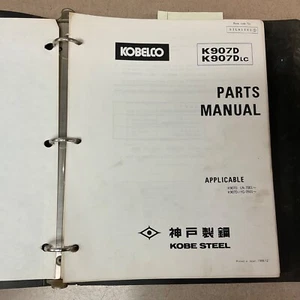 KOBELCO
K907D
K907DLC
PARTS
MANUAL
APPLICABLE
神戸製鋼
KOBE STEEL